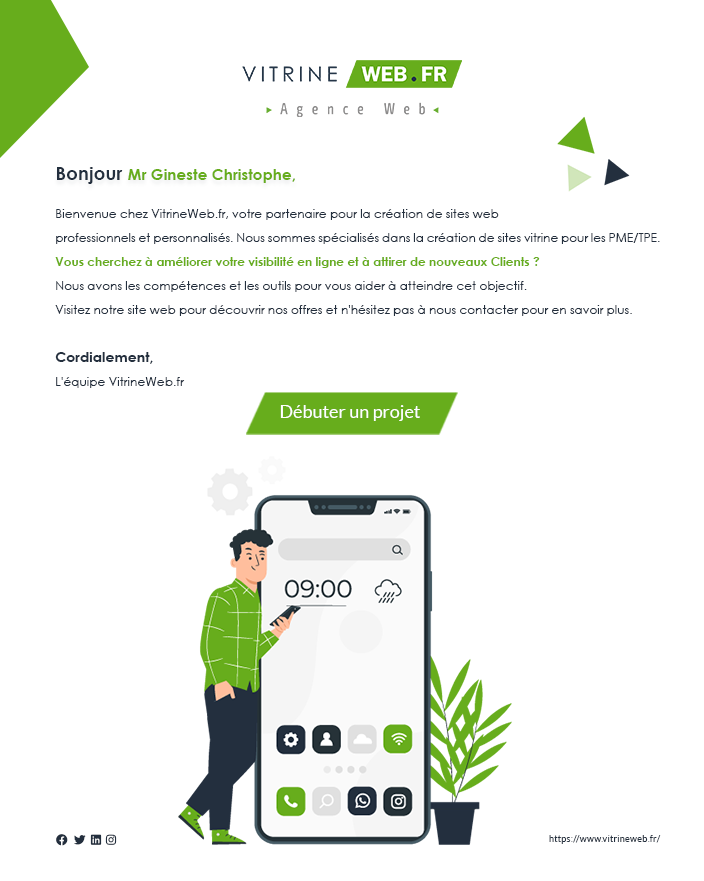 VITRINE WEB.FR
Agence Web
Bonjour Mr Gineste Christophe,
Bienvenue chez VitrineWeb.fr, votre partenaire pour la création de sites web
professionnels et personnalisés. Nous sommes spécialisés dans la création de sites vitrine pour les PME/TPE.
Vous cherchez à améliorer votre visibilité en ligne et à attirer de nouveaux Clients ?
Nous avons les compétences et les outils pour vous aider à atteindre cet objectif.
Visitez notre site web pour découvrir nos offres et n'hésitez pas à nous contacter pour en savoir plus.
Cordialement,
L'équipe VitrineWeb.fr
Débuter un projet
09:00
https://www.vitrineweb.fr/